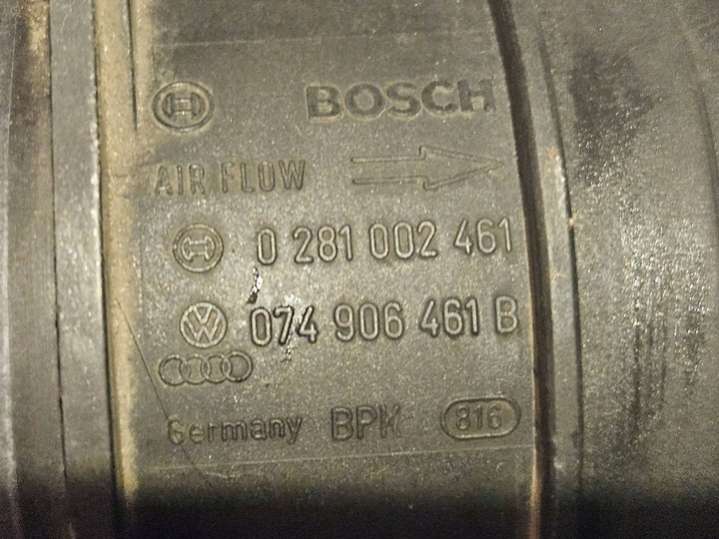 BOSCH
AIR FLOW
0 281 002 461
074 906 461 B
Germany BPK 816